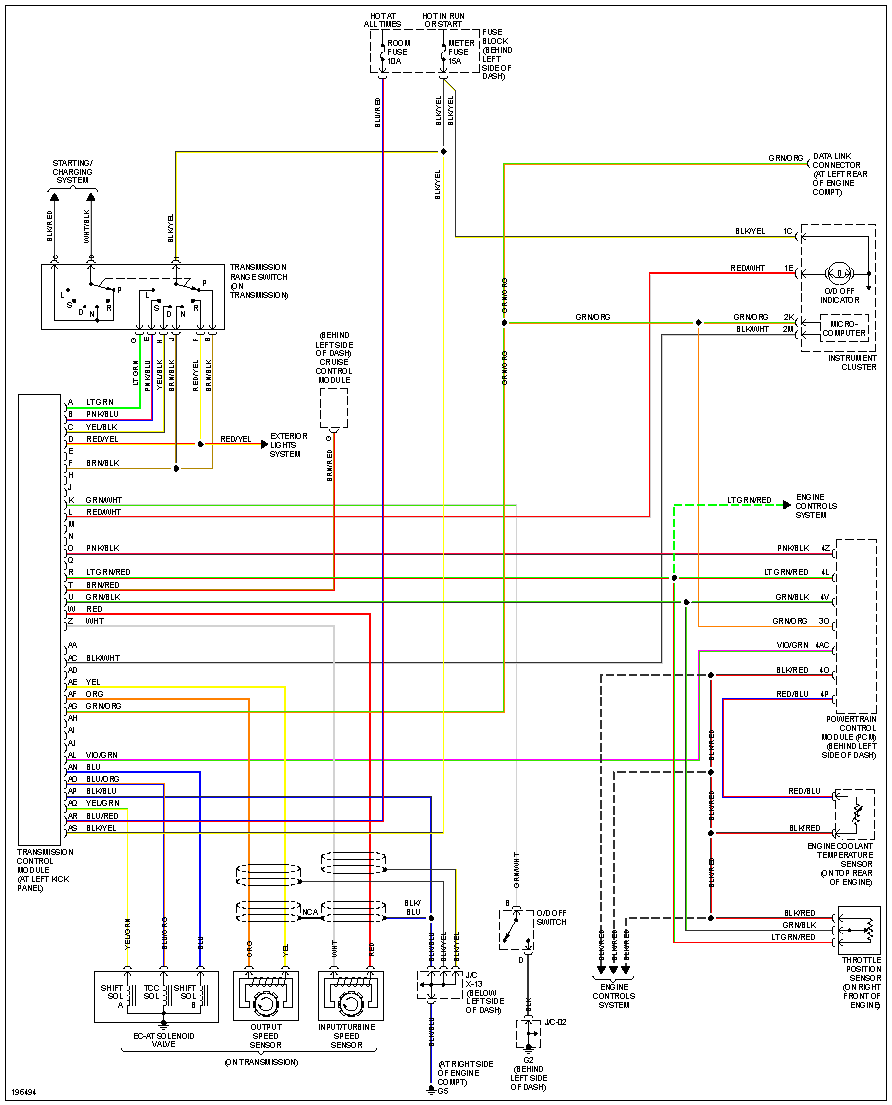 HOT AT
ALL TIMES
HOT IN RUN
OR START
ROOM
FUSE
10A
METER
FUSE
15A
FUSE
BLOCK
(BEHIND
LEFT
SIDE OF
DASH)
BLU/RED
BLK/YEL
BLK/YEL
BLK/YEL
STARTING/
CHARGING
SYSTEM
BLK/RED
WHT/BLK
BLK/YEL
TRANSMISSION
RANGE SWITCH
(ON
TRANSMISSION)
L
S
D
N
R
P
L
S
D
N
R
P
G
E
H
J
F
B
LT GRN
PNK/BLU
YEL/BLK
BRN/BLK
RED/YEL
BRN/BLK
GRN/ORG
DATA LINK
CONNECTOR
(AT LEFT REAR
OF ENGINE
COMPT)
BLK/YEL 1C
RED/WHT 1E
O/D OFF
INDICATOR
GRN/ORG
GRN/ORG
GRN/ORG
GRN/ORG 2K
BLK/WHT 2M
MICRO-
COMPUTER
INSTRUMENT
CLUSTER
(BEHIND
LEFT SIDE
OF DASH)
CRUISE
CONTROL
MODULE
G
BRN/RED
A LT GRN
B PNK/BLU
C YEL/BLK
D RED/YEL
RED/YEL
EXTERIOR
LIGHTS
SYSTEM
E
F BRN/BLK
H
J
K GRN/WHT
L RED/WHT
M
N
O PNK/BLK
Q
R LT GRN/RED
T BRN/RED
U GRN/BLK
W RED
Z WHT
AA
AC BLK/WHT
AD
AE YEL
AF ORG
AG GRN/ORG
AH
AI
AJ
AL VIO/GRN
AN BLU
AO BLU/ORG
AP BLK/BLU
AQ YEL/GRN
AR BLU/RED
AS BLK/YEL
TRANSMISSION
CONTROL
MODULE
(AT LEFT KICK
PANEL)
LT GRN/RED
ENGINE
CONTROLS
SYSTEM
PNK/BLK 4Z
LT GRN/RED 4L
GRN/BLK 4V
GRN/ORG 3O
VIO/GRN 4AC
BLK/RED 4O
RED/BLU 4P
POWERTRAIN
CONTROL
MODULE (PCM)
(BEHIND LEFT
SIDE OF DASH)
BLK/RED
BLK/RED
BLK/RED
RED/BLU
BLK/RED
ENGINE COOLANT
TEMPERATURE
SENSOR
(ON TOP REAR
OF ENGINE)
BLK/RED
GRN/BLK
LT GRN/RED
THROTTLE
POSITION
SENSOR
(ON RIGHT
FRONT OF
ENGINE)
NCA
BLK/
BLU
YEL/GRN
BLU/ORG
BLU
ORG
YEL
WHT
RED
BLK/BLU
BLK/YEL
BLK/YEL
GRN/WHT
B
O/D OFF
SWITCH
D
BLK
J/C-02
G2
(BEHIND
LEFT SIDE
OF DASH)
BLK/RED
BLK/RED
BLK/RED
ENGINE
CONTROLS
SYSTEM
SHIFT
SOL
A
TCC
SOL
SHIFT
SOL
B
EC-AT SOLENOID
VALVE
OUTPUT
SPEED
SENSOR
INPUT/TURBINE
SPEED
SENSOR
(ON TRANSMISSION)
J/C
X-13
(BELOW
LEFT SIDE
OF DASH)
BLK/BLU
(AT RIGHT SIDE
OF ENGINE
COMPT)
G5
196494